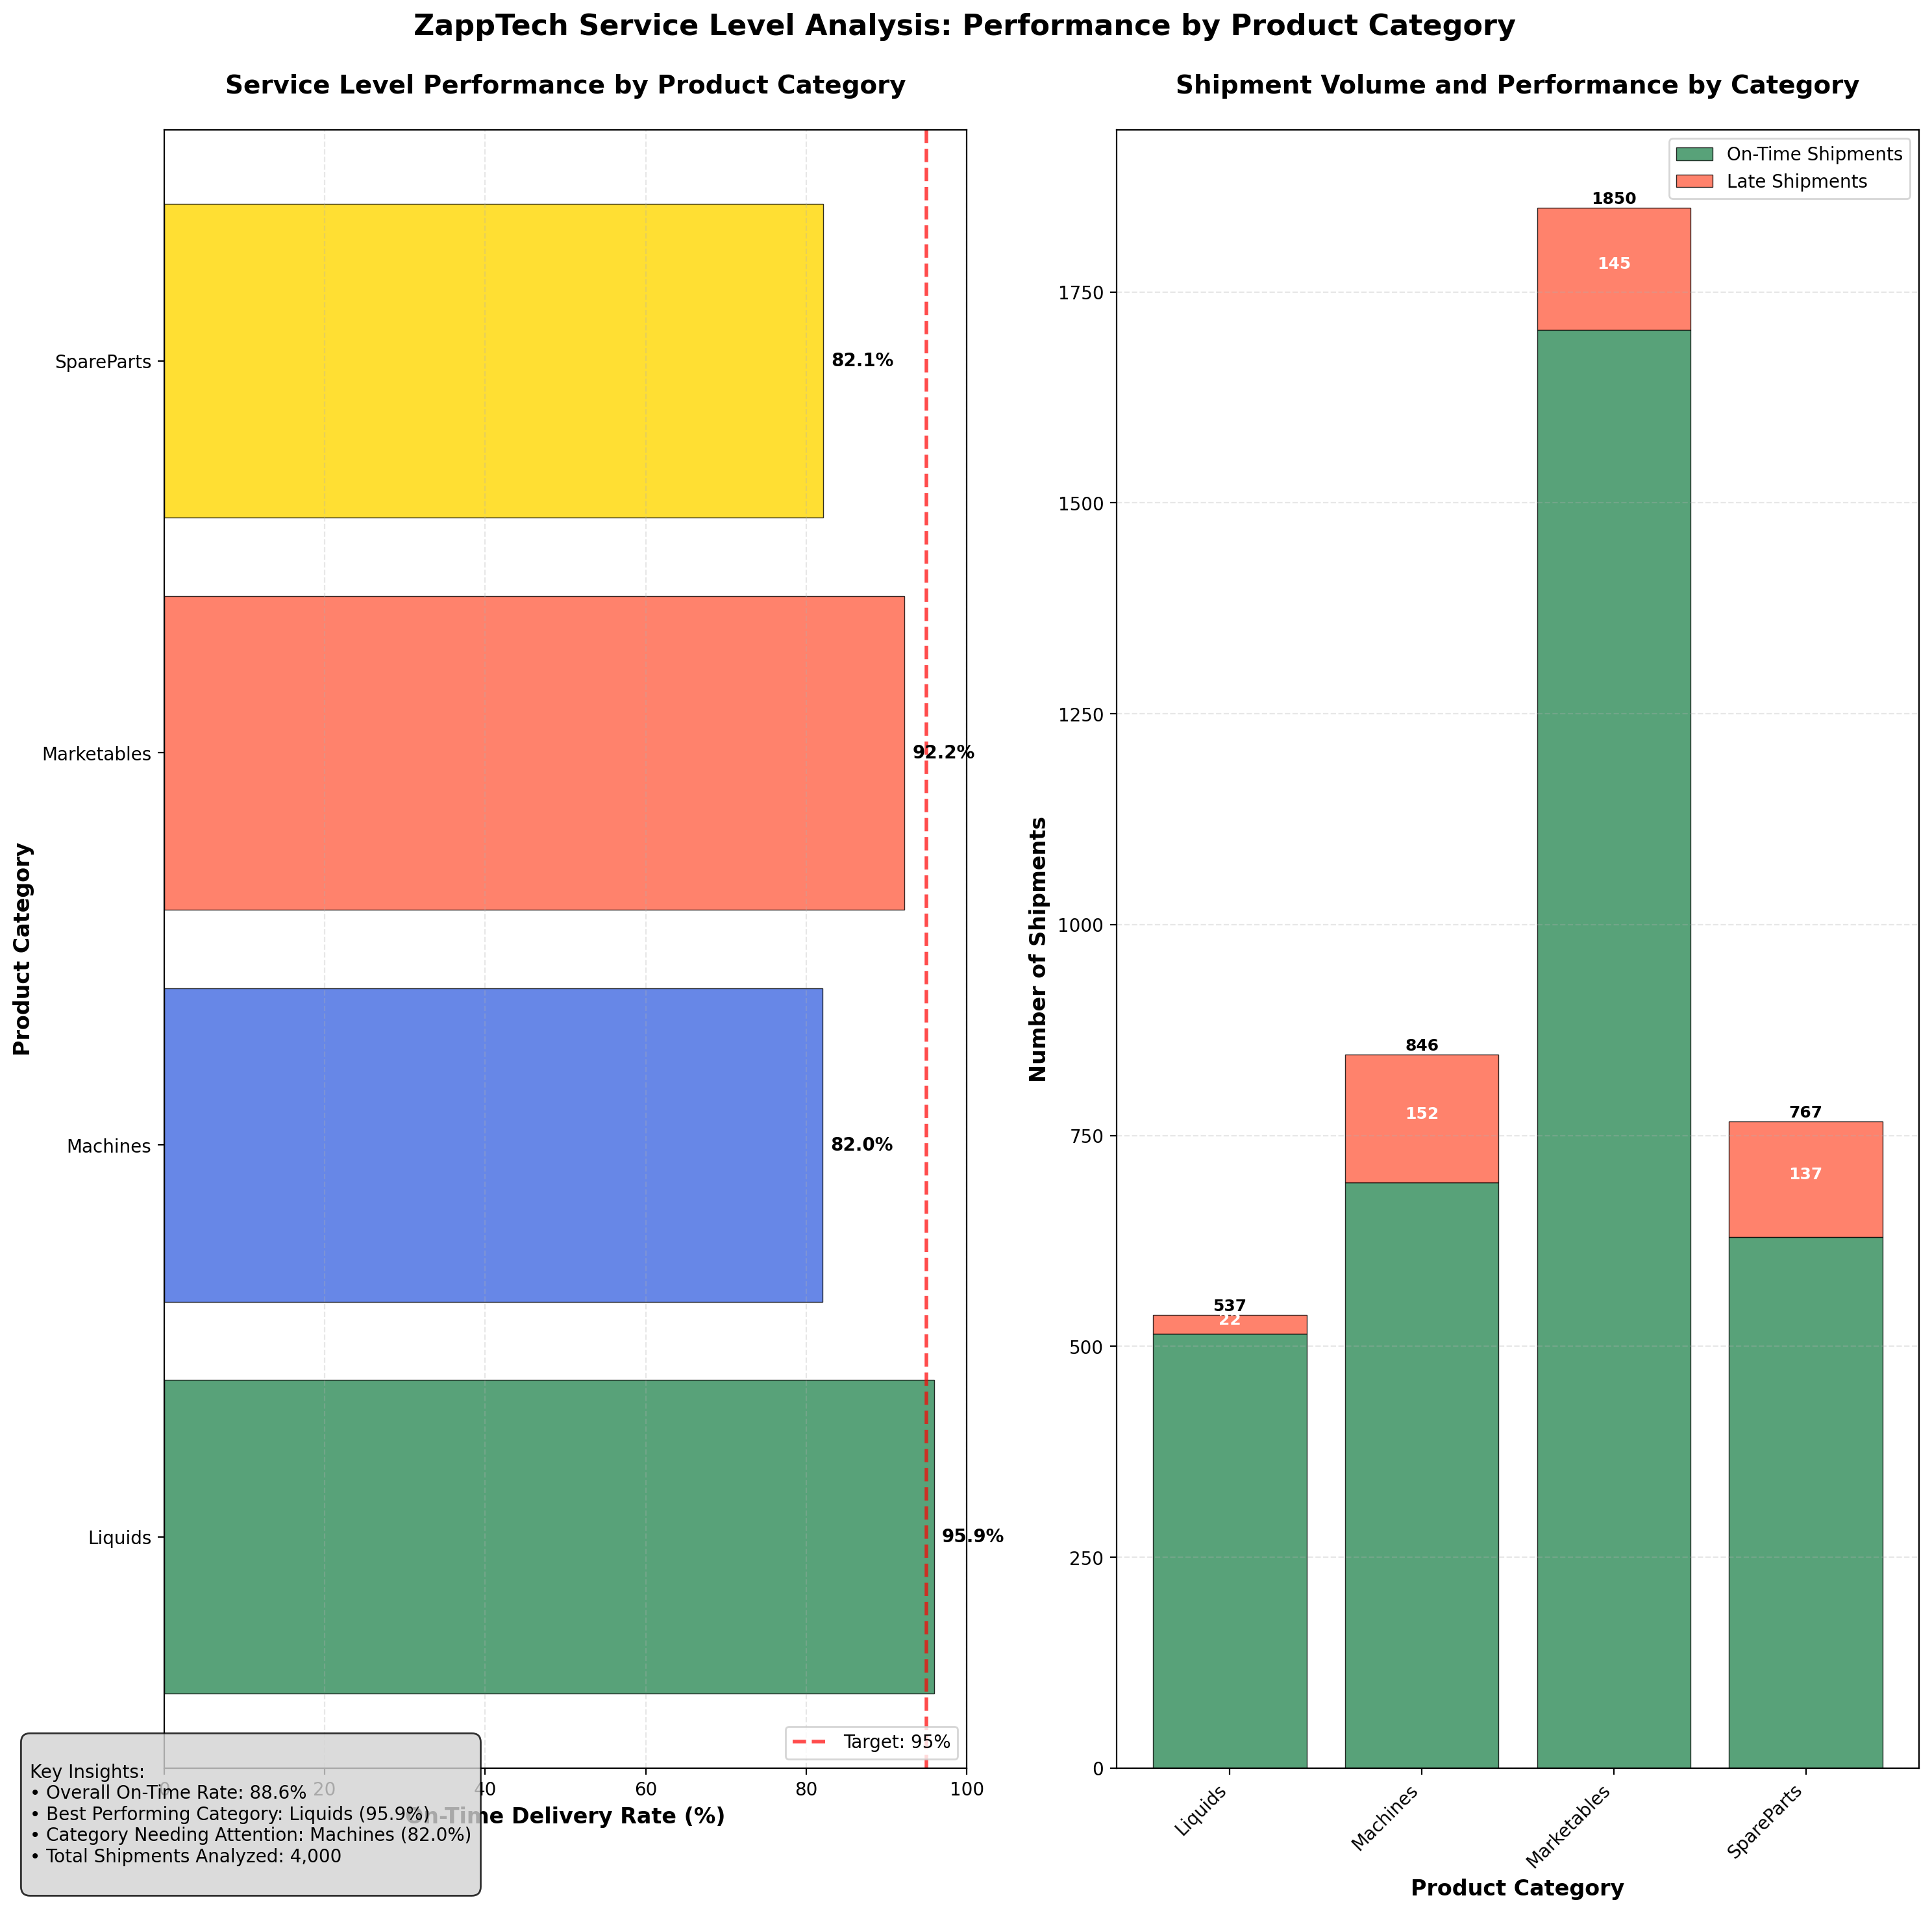 ZappTech Service Level Analysis: Performance by Product Category
Service Level Performance by Product Category
Product Category
SpareParts
Marketables
Machines
Liquids
82.1%
92.2%
82.0%
95.9%
Target: 95%
0
20
40
60
80
100
On-Time Delivery Rate (%)
Key Insights:
• Overall On-Time Rate: 88.6%
• Best Performing Category: Liquids (95.9%)
• Category Needing Attention: Machines (82.0%)
• Total Shipments Analyzed: 4,000
Shipment Volume and Performance by Category
On-Time Shipments
Late Shipments
Number of Shipments
1750
1500
1250
1000
750
500
250
0
537
22
846
152
1850
145
767
137
Liquids
Machines
Marketables
SpareParts
Product Category